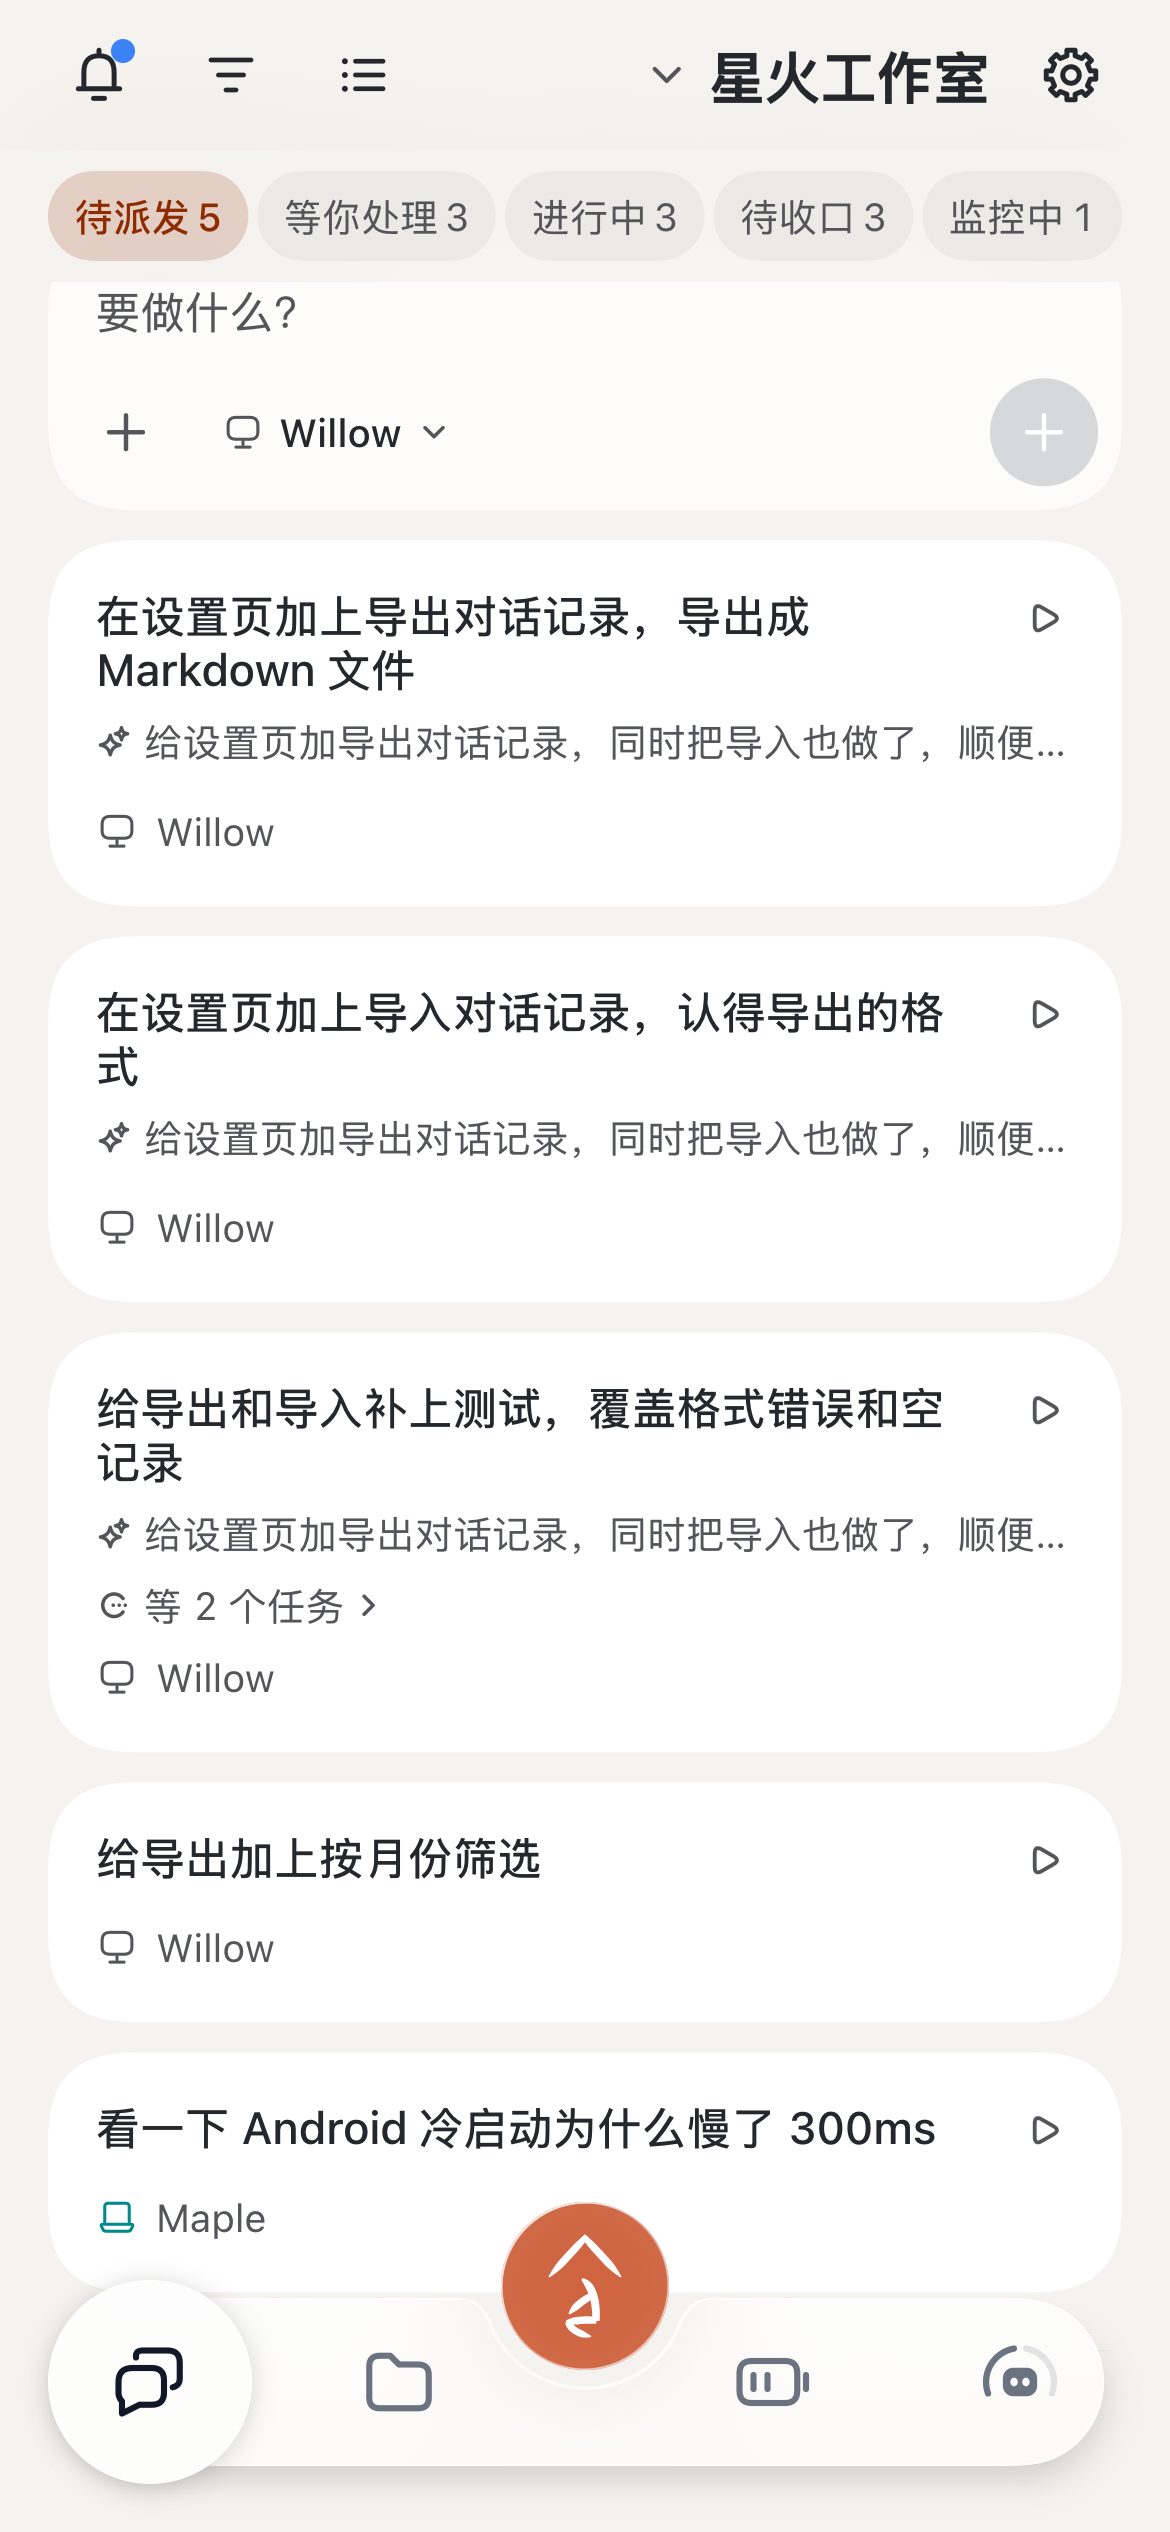 星火工作室
待派发 5
等你处理 3
进行中 3
待收口 3
监控中 1
要做什么?
Willow
在设置页加上导出对话记录，导出成
Markdown 文件
给设置页加导出对话记录，同时把导入也做了，顺便...
Willow
在设置页加上导入对话记录，认得导出的格
式
给设置页加导出对话记录，同时把导入也做了，顺便...
Willow
给导出和导入补上测试，覆盖格式错误和空
记录
给设置页加导出对话记录，同时把导入也做了，顺便...
等 2 个任务
Willow
给导出加上按月份筛选
Willow
看一下 Android 冷启动为什么慢了 300ms
Maple